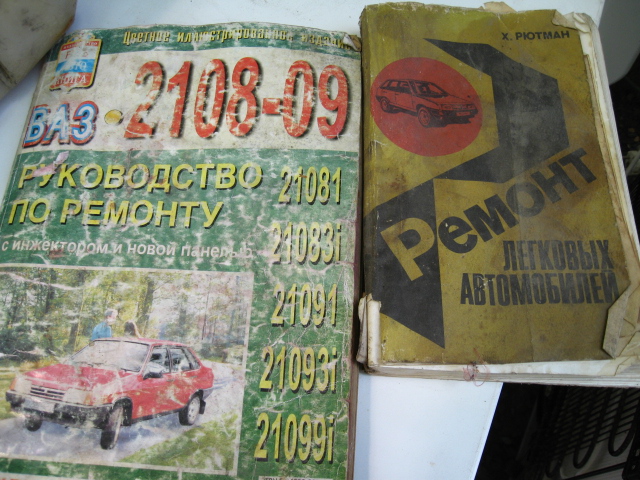 Цветное иллюстрированное издание
ВАЗ • 2108-09
РУКОВОДСТВО
ПО РЕМОНТУ
с инжектором и новой панелью
21081
21083i
21091
21093i
21099i
Х. РЮТМАН
Ремонт
ЛЕГКОВЫХ
АВТОМОБИЛЕЙ